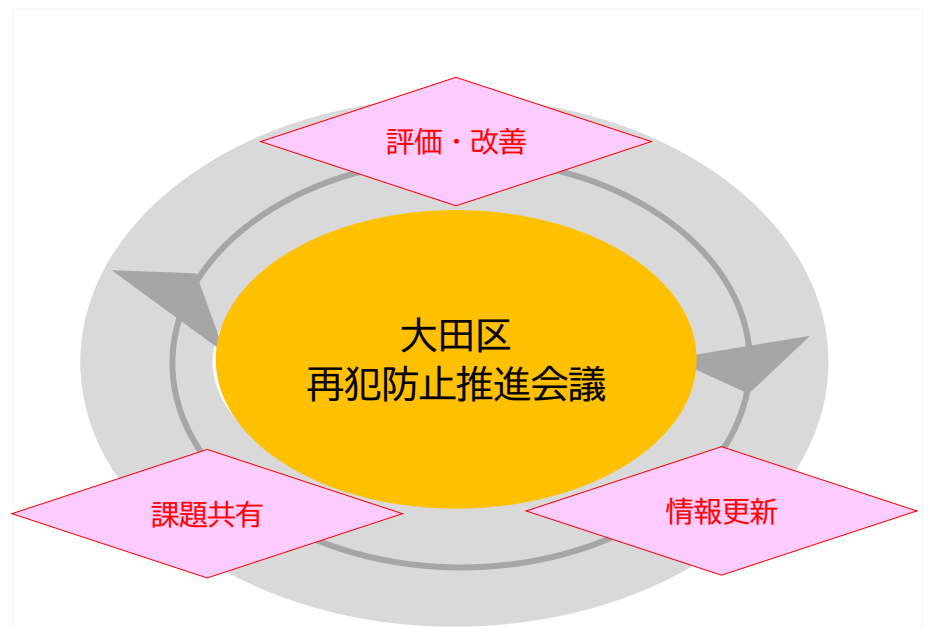 評価・改善
大田区
再犯防止推進会議
課題共有
情報更新